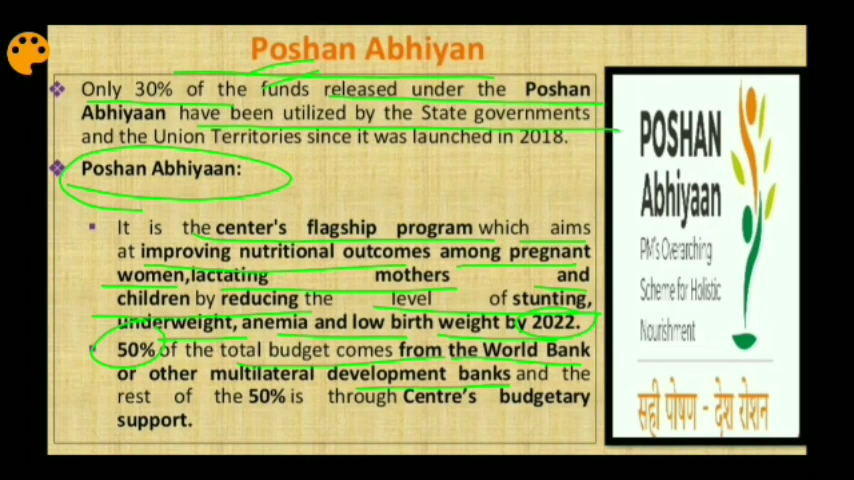 Poshan Abhiyan
Only 30% of the funds released under the Poshan
Abhiyaan have been utilized by the State governments
and the Union Territories since it was launched in 2018.
Poshan Abhiyaan:
It is the center's flagship program which aims
at improving nutritional outcomes among pregnant
women,lactating mothers and
children by reducing the level of stunting,
underweight, anemia and low birth weight by 2022.
50% of the total budget comes from the World Bank
or other multilateral development banks and the
rest of the 50% is through Centre's budgetary
support.
POSHAN
Abhiyaan
PM's Overarching
Scheme for Holistic
Nourishment
सही पोषण - देश रोशन